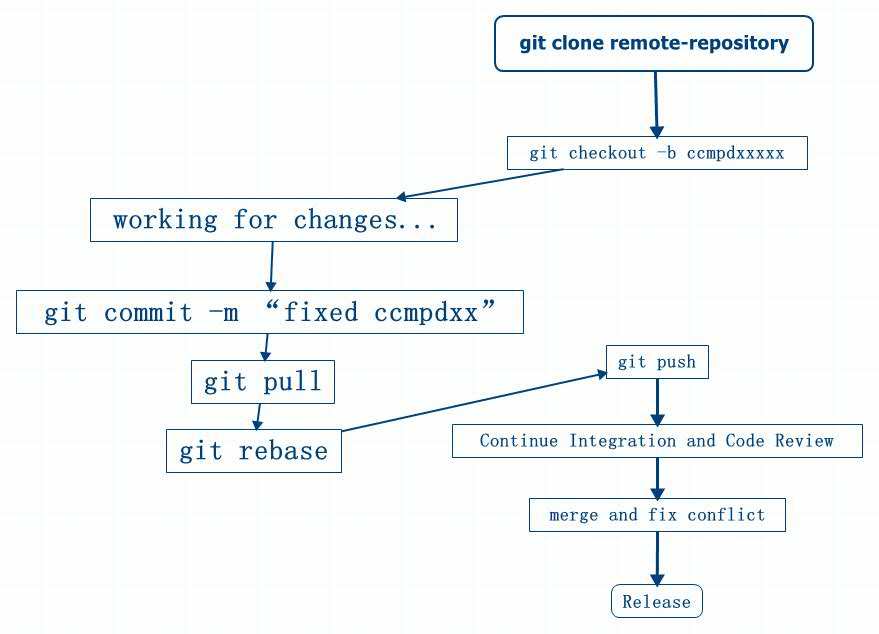 git clone remote-repository
git checkout -b ccmpdxxxxx
working for changes...
git commit -m “fixed ccmpdxx”
git pull
git rebase
git push
Continue Integration and Code Review
merge and fix conflict
Release